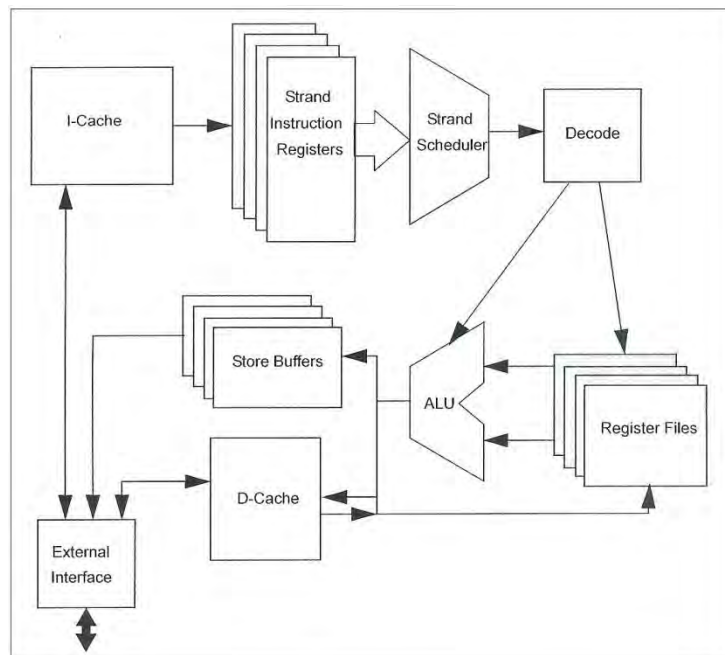 I-Cache
Strand
Instruction
Registers
Strand
Scheduler
Decode
Store Buffers
ALU
Register Files
D-Cache
External
Interface